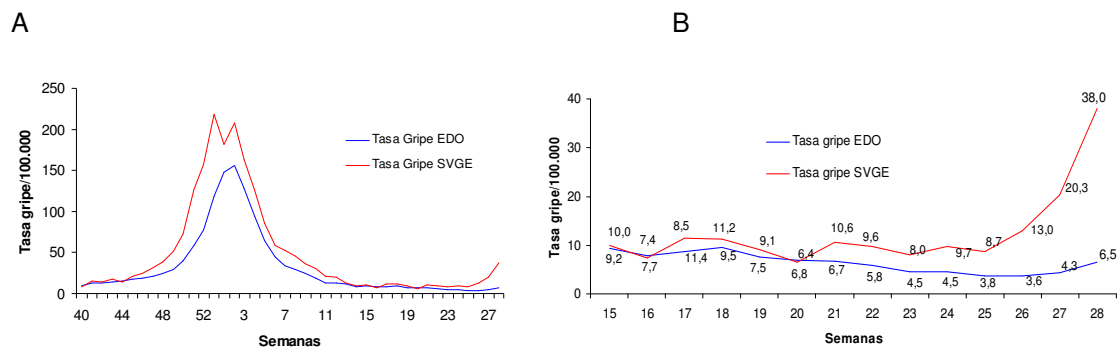 A
B
Tasa gripe/100.000
250
200
150
100
50
0
Tasa Gripe EDO
Tasa Gripe SVGE
40 44 48 52 3 7 11 15 19 23 27
Semanas
Tasa gripe/100.000
40
30
20
10
0
Tasa gripe EDO
Tasa gripe SVGE
10,0 7,4 8,5 11,2 9,1 6,4 10,6 9,6 8,0 9,7 8,7 13,0 20,3 38,0
9,2 7,7 11,4 9,5 7,5 6,8 6,7 5,8 4,5 4,5 3,8 3,6 4,3 6,5
15 16 17 18 19 20 21 22 23 24 25 26 27 28
Semanas